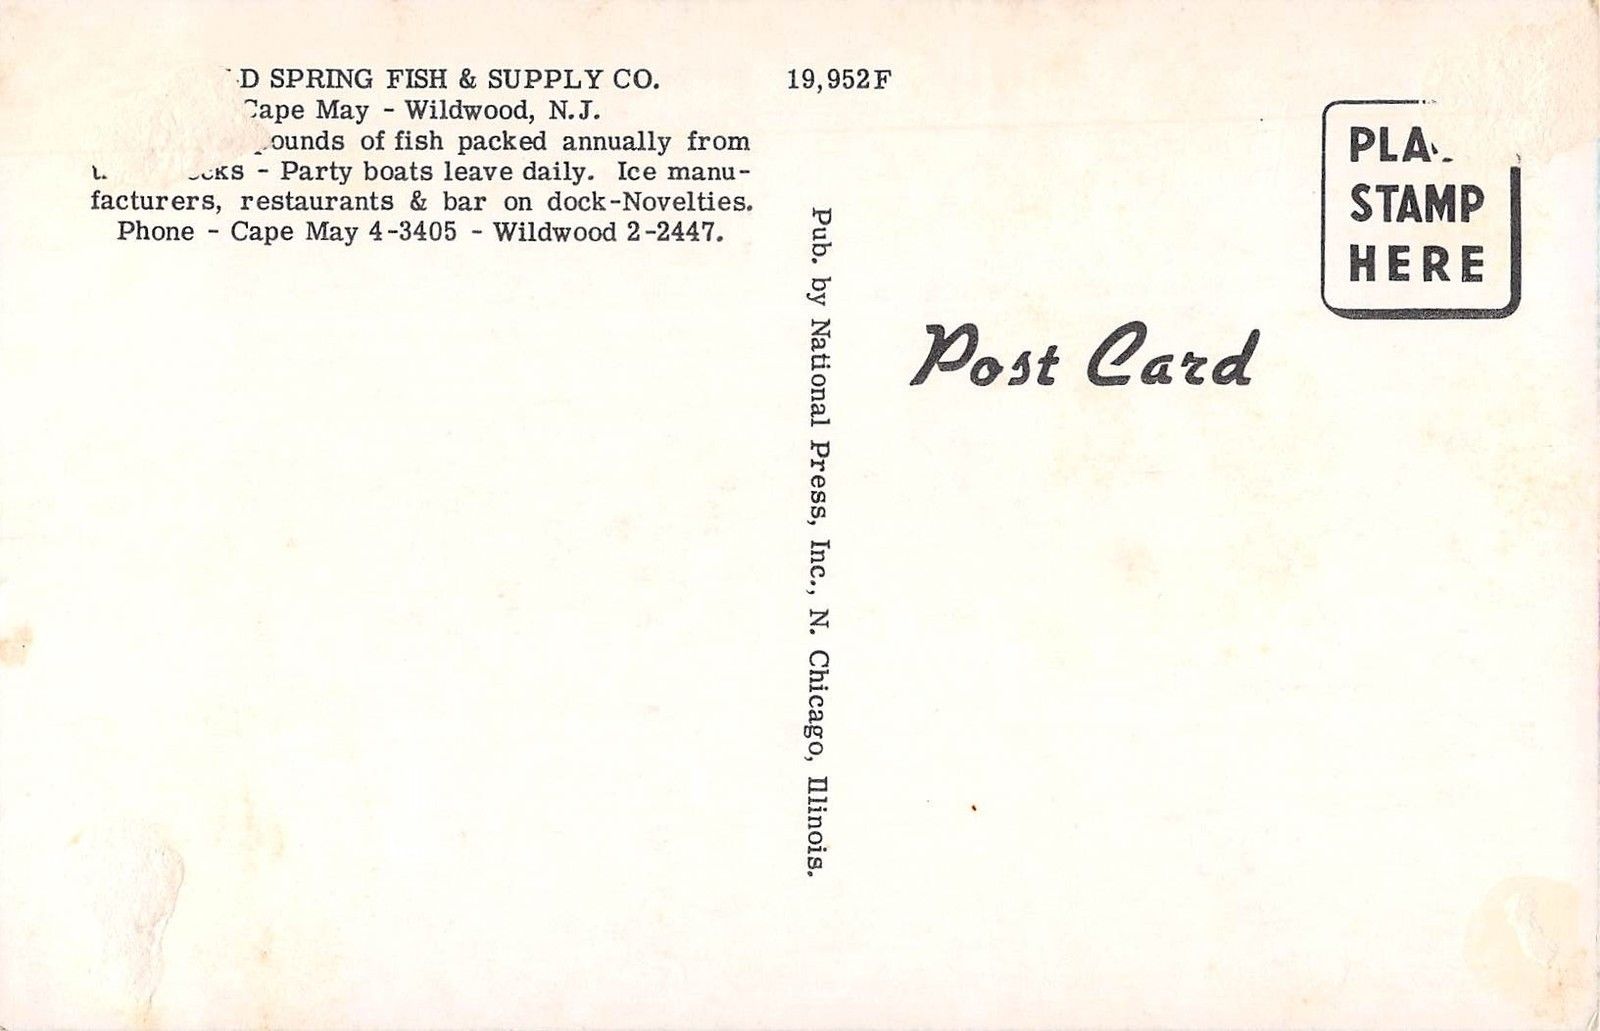 SPRING FISH & SUPPLY CO.
Cape May - Wildwood, N.J.
of fish packed annually from
- Party boats leave daily. Ice manu-
facturers, restaurants & bar on dock-Novelties.
Phone - Cape May 4-3405 - Wildwood 2-2447.
19,952F
Pub. by National Press, Inc., N. Chicago, Illinois.
Post Card
STAMP
HERE